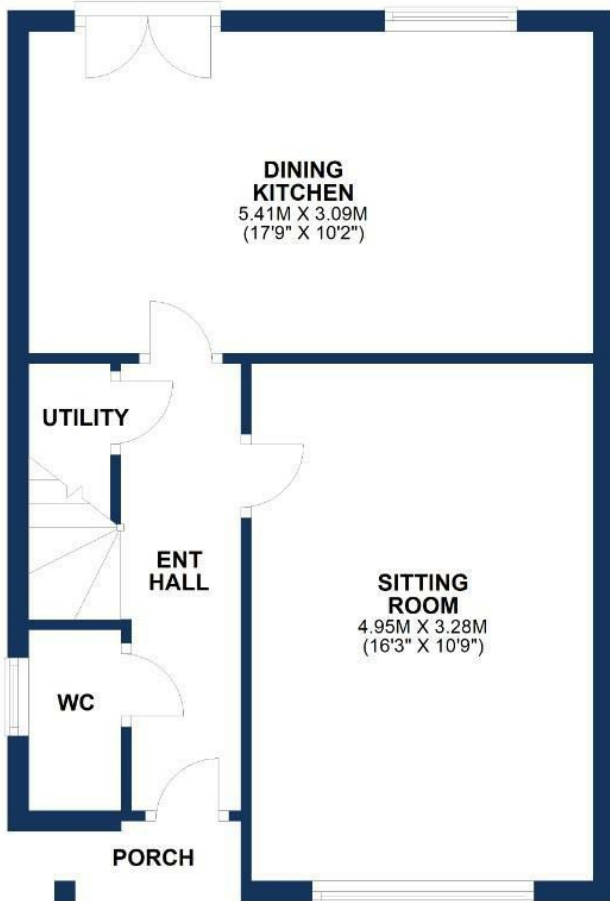 DINING
KITCHEN
5.41M X 3.09M
(17'9" X 10'2")
UTILITY
ENT
HALL
SITTING
ROOM
4.95M X 3.28M
(16'3" X 10'9")
WC
PORCH